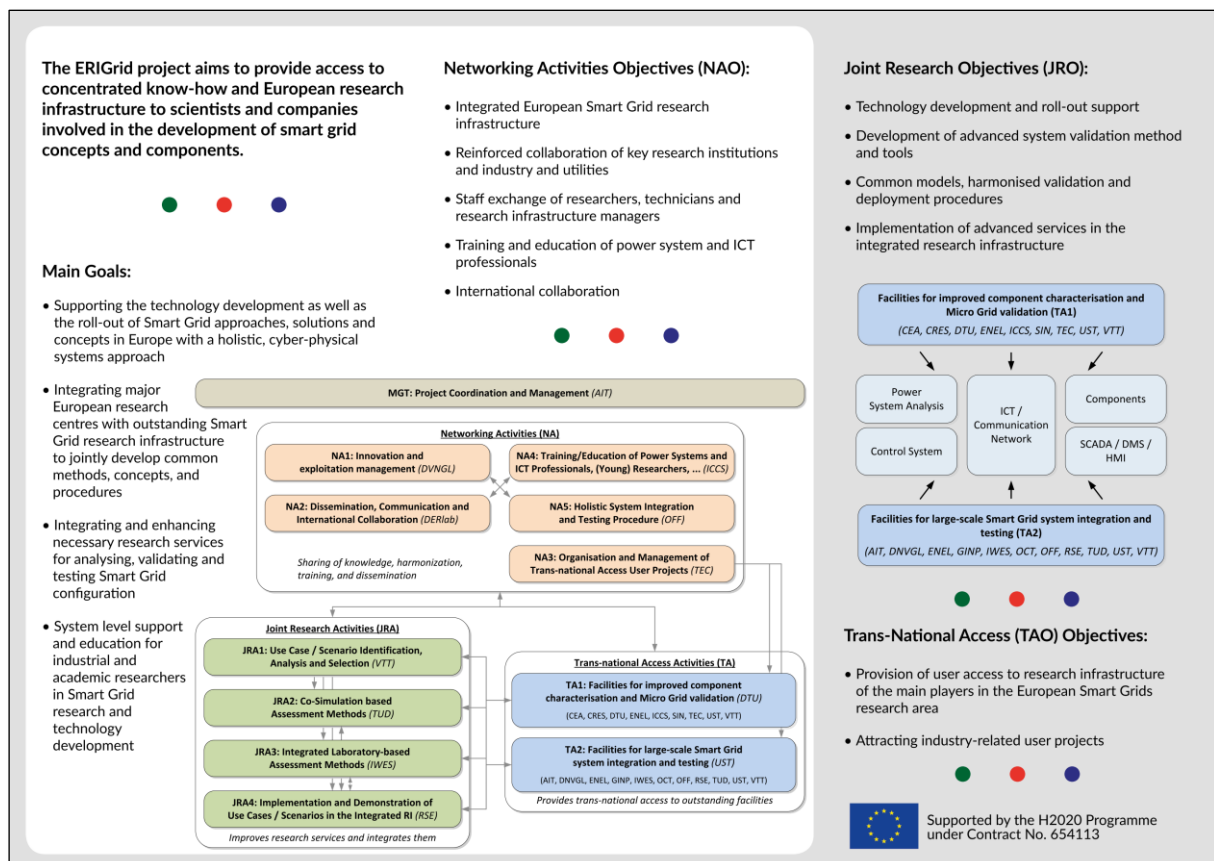 The ERIGrid project aims to provide access to
concentrated know-how and European research
infrastructure to scientists and companies
involved in the development of smart grid
concepts and components.
Main Goals:
• Supporting the technology development as well as
the roll-out of Smart Grid approaches, solutions and
concepts in Europe with a holistic, cyber-physical
systems approach
• Integrating major
European research
centres with outstanding Smart
Grid research infrastructure
to jointly develop common
methods, concepts, and
procedures
• Integrating and enhancing
necessary research services
for analysing, validating and
testing Smart Grid
configuration
• System level support
and education for
industrial and
academic researchers
in Smart Grid
research and
technology
development
Networking Activities Objectives (NAO):
• Integrated European Smart Grid research
infrastructure
• Reinforced collaboration of key research institutions
and industry and utilities
• Staff exchange of researchers, technicians and
research infrastructure managers
• Training and education of power system and ICT
professionals
• International collaboration
MGT: Project Coordination and Management (AIT)
Networking Activities (NA)
NA1: Innovation and
exploitation management (DVNGL)
NA4: Training/Education of Power Systems and
ICT Professionals, (Young) Researchers, ... (ICCS)
NA2: Dissemination, Communication and
International Collaboration (DERlab)
NA5: Holistic System Integration
and Testing Procedure (OFF)
Sharing of knowledge, harmonization,
training, and dissemination
NA3: Organisation and Management of
Trans-national Access User Projects (TEC)
Joint Research Activities (JRA)
JRA1: Use Case / Scenario Identification,
Analysis and Selection (VTT)
JRA2: Co-Simulation based
Assessment Methods (TUD)
JRA3: Integrated Laboratory-based
Assessment Methods (IWES)
JRA4: Implementation and Demonstration of
Use Cases / Scenarios in the Integrated RI (RSE)
Improves research services and integrates them
Trans-national Access Activities (TA)
TA1: Facilities for improved component
characterisation and Micro Grid validation (DTU)
(CEA, CRES, DTU, ENEL, ICCS, SIN, TEC, UST, VTT)
TA2: Facilities for large-scale Smart Grid
system integration and testing (UST)
(AIT, DNVGL, ENEL, GINP, IWES, OCT, OFF, RSE, TUD, UST, VTT)
Provides trans-national access to outstanding facilities
Joint Research Objectives (JRO):
• Technology development and roll-out support
• Development of advanced system validation method
and tools
• Common models, harmonised validation and
deployment procedures
• Implementation of advanced services in the
integrated research infrastructure
Facilities for improved component characterisation and
Micro Grid validation (TA1)
(CEA, CRES, DTU, ENEL, ICCS, SIN, TEC, UST, VTT)
Power
System Analysis
ICT /
Communication
Network
Components
Control System
SCADA / DMS /
HMI
Facilities for large-scale Smart Grid system integration and
testing (TA2)
(AIT, DNVGL, ENEL, GINP, IWES, OCT, OFF, RSE, TUD, UST, VTT)
Trans-National Access (TAO) Objectives:
• Provision of user access to research infrastructure
of the main players in the European Smart Grids
research area
• Attracting industry-related user projects
Supported by the H2020 Programme
under Contract No. 654113